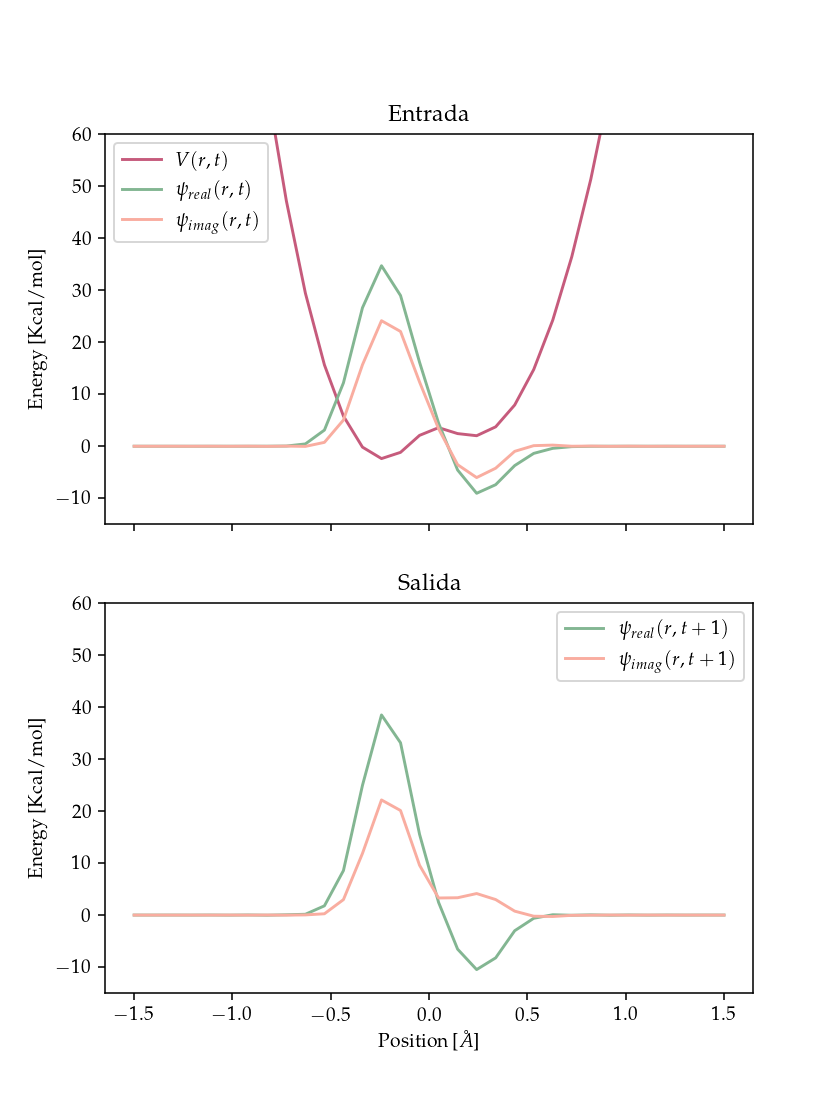 Entrada
60
50
40
30
20
10
0
−10
Energy [Kcal/mol]
V(r, t)
ψreal(r, t)
ψimag(r, t)
Salida
60
50
40
30
20
10
0
−10
Energy [Kcal/mol]
ψreal(r, t + 1)
ψimag(r, t + 1)
−1.5 −1.0 −0.5 0.0 0.5 1.0 1.5
Position [Å]